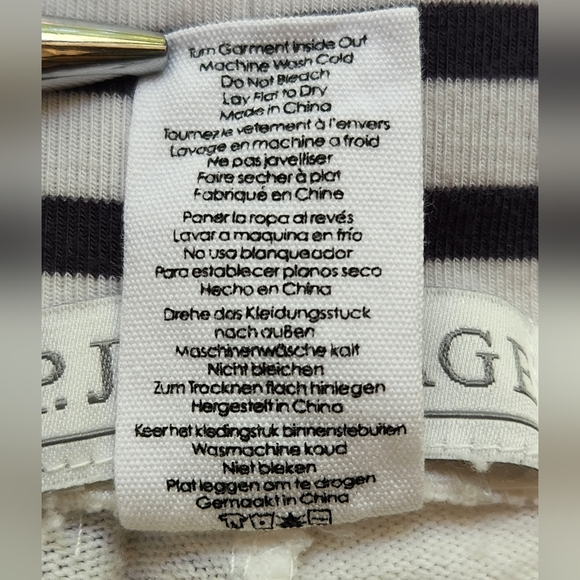 Turn Garment Inside Out
Machine Wash Cold
Do Not Bleach
Lay Flat to Dry
Made in China
Tournez le vetement à l'envers
Lavage en machine a froid
Ne pas javelliser
Faire secher à plat
Fabriqué en Chine
Paner la ropa al revés
Lavar a maquina en frío
No usa blanqueador
Para establecer planos seco
Hecho en China
Drehe das Kleidungsstuck
nach außen
Maschinenwäsche kalt
Nicht bleichen
Zum Trocknen flach hinlegen
Hergestelt in China
Keer het kledingstuk binnenstebuiten
Wasmachine koud
Niet bleken
Plat leggen om te drogen
Gemaakt in China
P.J.
GE